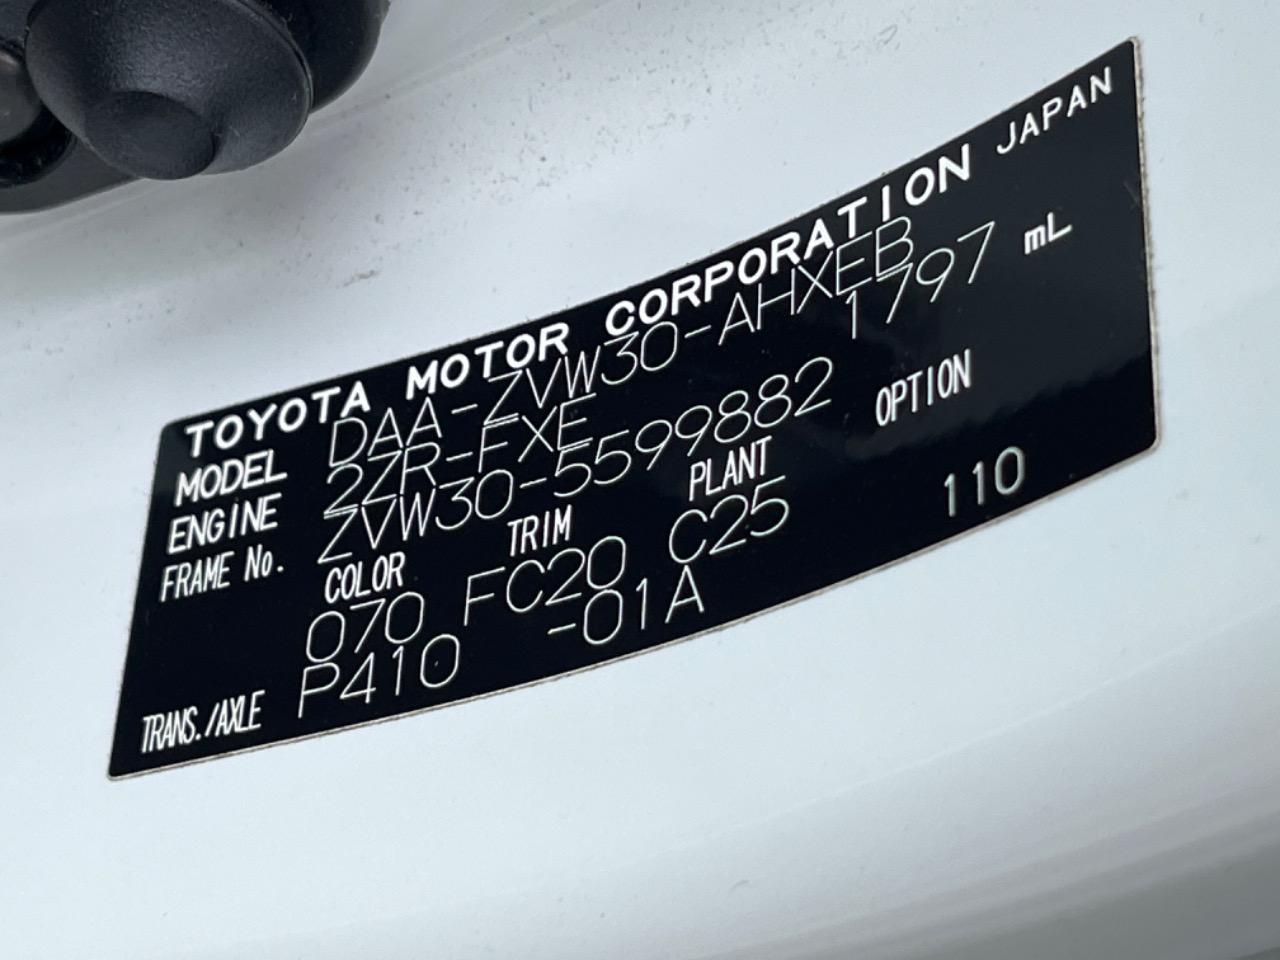 TOYOTA MOTOR CORPORATION JAPAN
MODEL DAA-ZVW30-AHXEB
ENGINE 2ZR-FXE 1797 mL
FRAME No. ZVW30-5599882
COLOR TRIM PLANT OPTION
070 FC20 C25 110
TRANS./AXLE P410 -01A